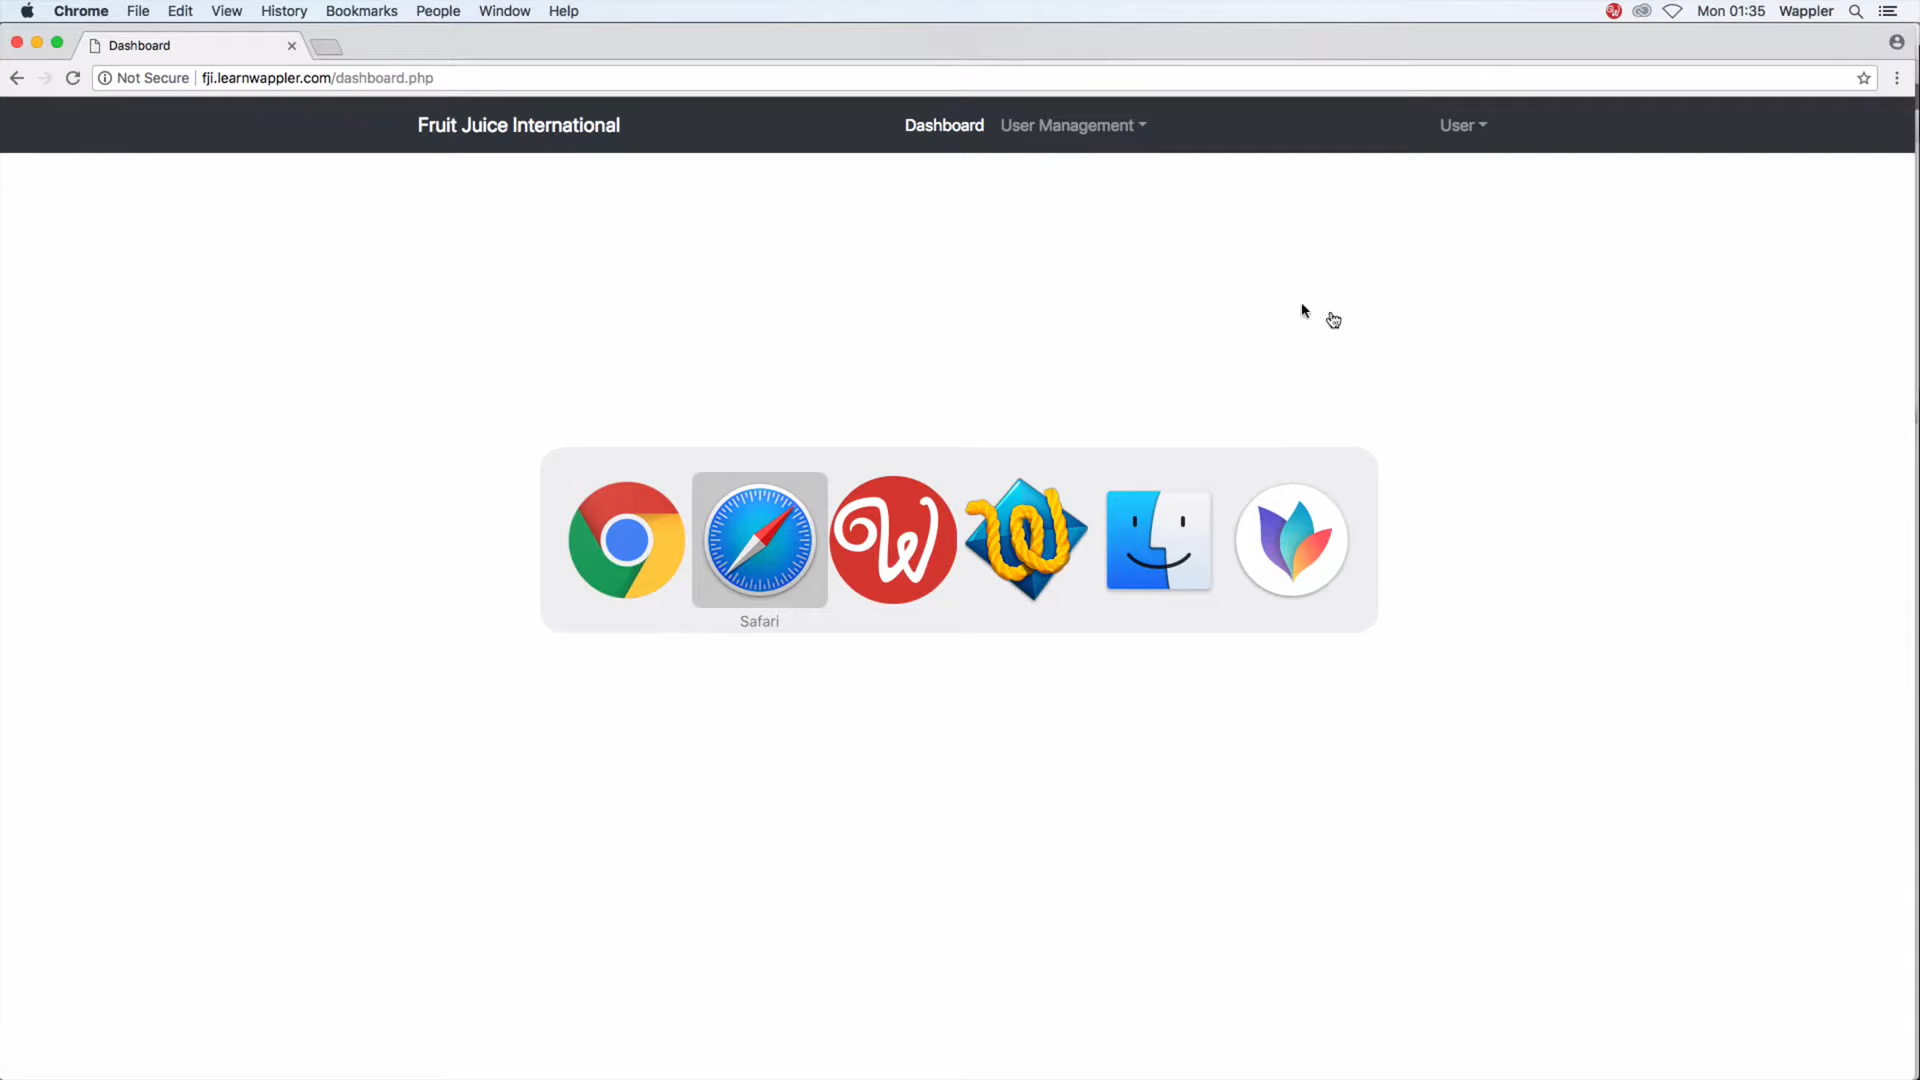 Chrome File Edit View History Bookmarks People Window Help Mon 01:35 Wappler
Dashboard
Not Secure fji.learnwappler.com/dashboard.php
Fruit Juice International Dashboard User Management User
W
Safari